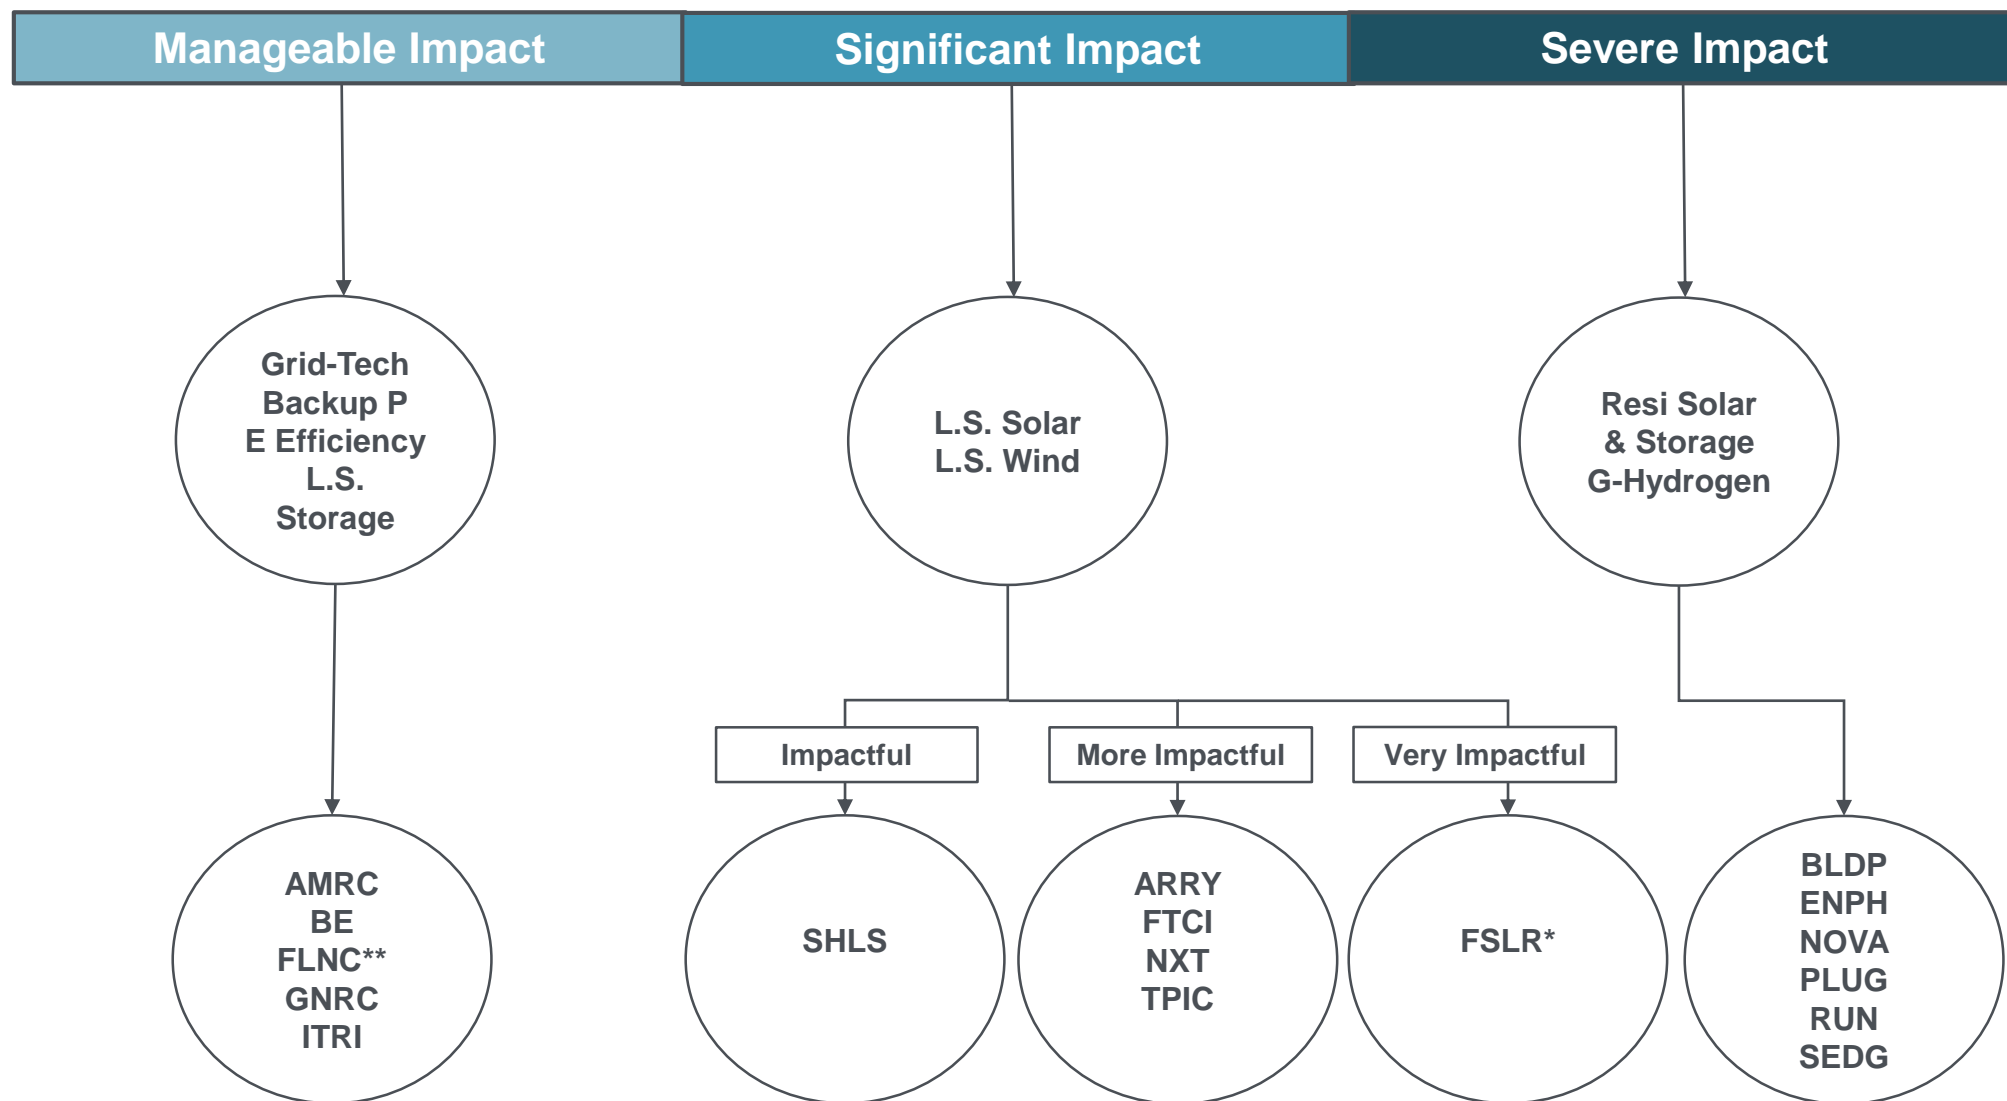 Manageable Impact
Significant Impact
Severe Impact
Grid-Tech
Backup P
E Efficiency
L.S.
Storage
L.S. Solar
L.S. Wind
Resi Solar
& Storage
G-Hydrogen
Impactful
More Impactful
Very Impactful
AMRC
BE
FLNC**
GNRC
ITRI
SHLS
ARRY
FTCI
NXT
TPIC
FSLR*
BLDP
ENPH
NOVA
PLUG
RUN
SEDG